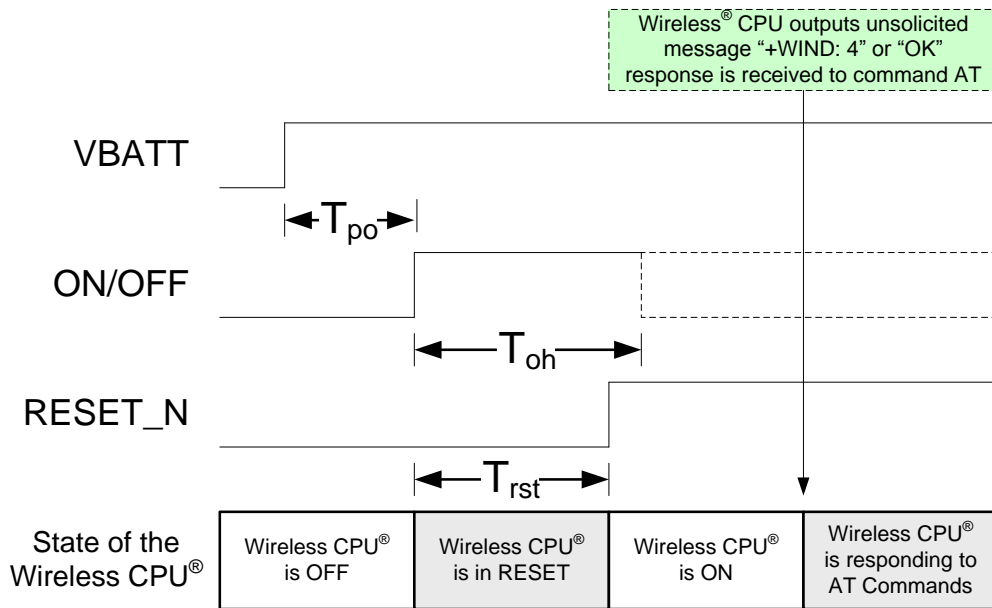 Wireless® CPU outputs unsolicited
message “+WIND: 4” or “OK”
response is received to command AT
VBATT
Tpo
ON/OFF
Toh
RESET_N
Trst
State of the
Wireless CPU®
Wireless CPU®
is OFF
Wireless CPU®
is in RESET
Wireless CPU®
is ON
Wireless CPU®
is responding to
AT Commands